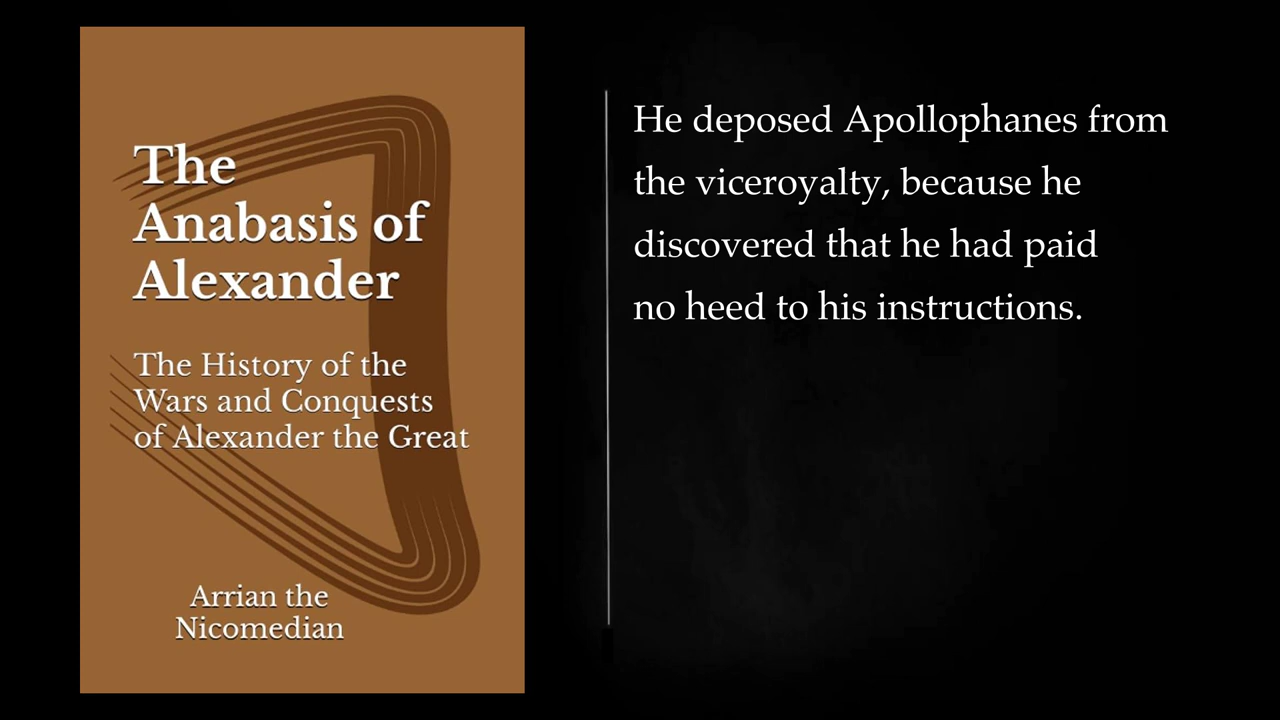 The
Anabasis of
Alexander
The History of the
Wars and Conquests
of Alexander the Great
Arrian the
Nicomedian
He deposed Apollophanes from
the viceroyalty, because he
discovered that he had paid
no heed to his instructions.